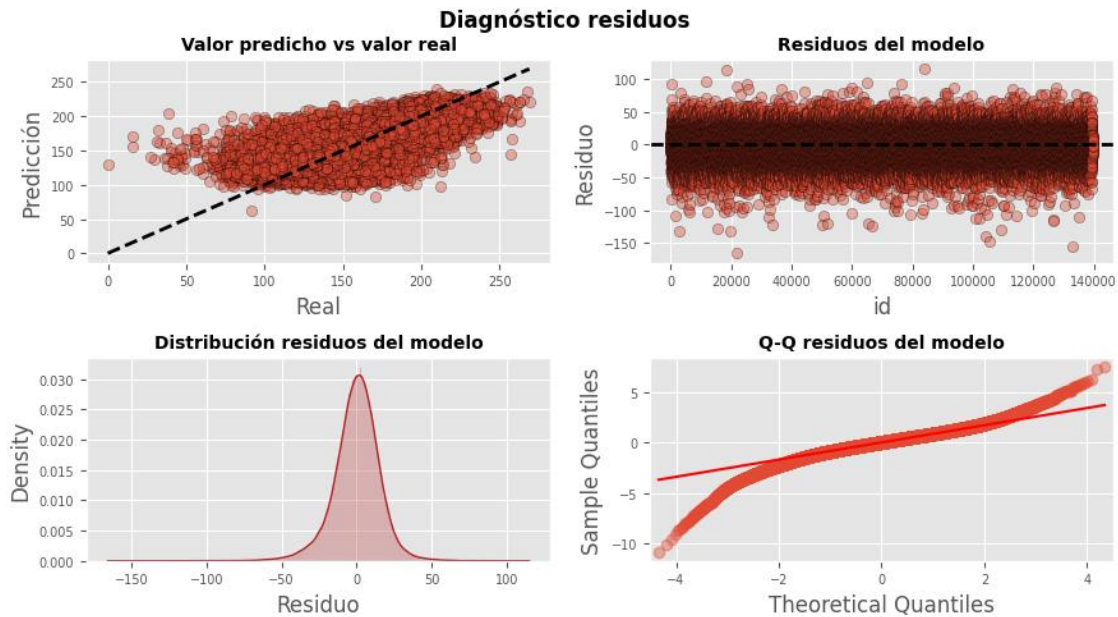 Diagnóstico residuos
Valor predicho vs valor real
Predicción
250
200
150
100
50
0
0 50 100 150 200 250
Real
Residuos del modelo
Residuo
100
50
0
−50
−100
−150
0 20000 40000 60000 80000 100000 120000 140000
id
Distribución residuos del modelo
Density
0.030
0.025
0.020
0.015
0.010
0.005
0.000
−150 −100 −50 0 50 100
Residuo
Q-Q residuos del modelo
Sample Quantiles
5
0
−5
−10
−4 −2 0 2 4
Theoretical Quantiles